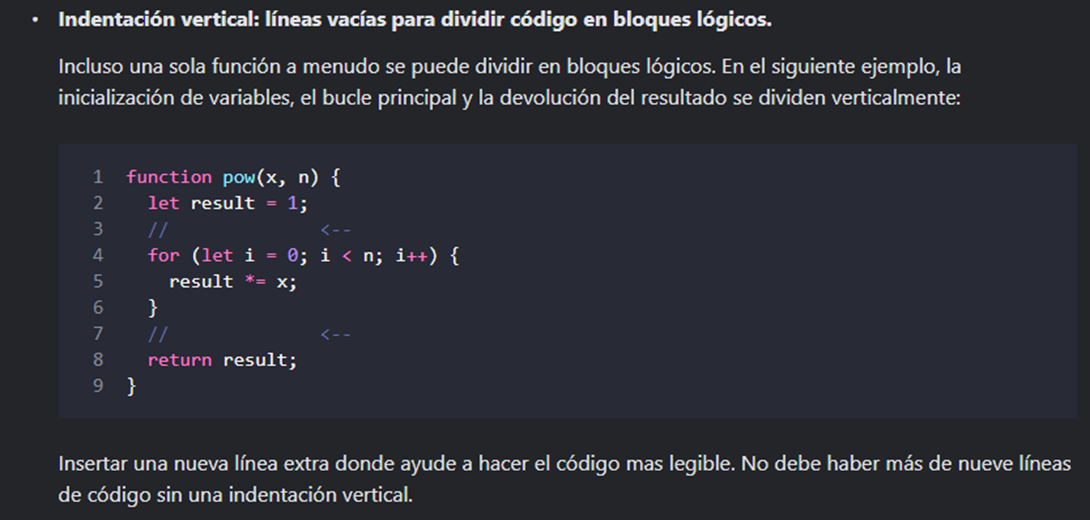 • Indentación vertical: líneas vacías para dividir código en bloques lógicos.
Incluso una sola función a menudo se puede dividir en bloques lógicos. En el siguiente ejemplo, la
inicialización de variables, el bucle principal y la devolución del resultado se dividen verticalmente:
1 function pow(x, n) {
2   let result = 1;
3   //              <--
4   for (let i = 0; i < n; i++) {
5     result *= x;
6   }
7   //              <--
8   return result;
9 }
Insertar una nueva línea extra donde ayude a hacer el código mas legible. No debe haber más de nueve líneas
de código sin una indentación vertical.